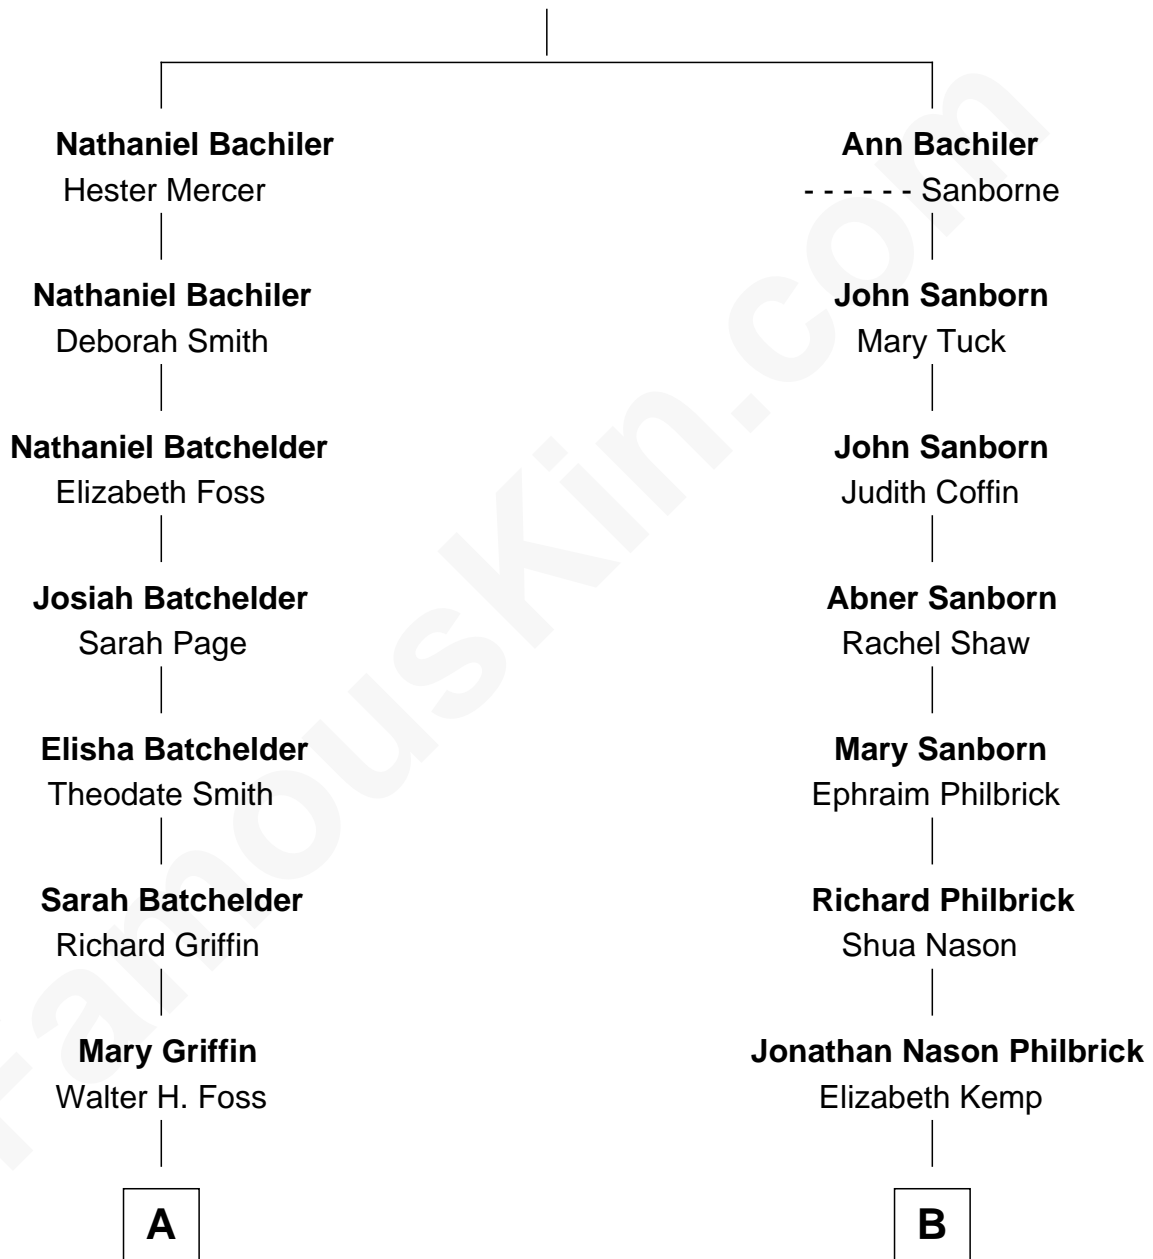 Nathaniel Bachiler
Hester Mercer
Nathaniel Bachiler
Deborah Smith
Nathaniel Batchelder
Elizabeth Foss
Josiah Batchelder
Sarah Page
Elisha Batchelder
Theodate Smith
Sarah Batchelder
Richard Griffin
Mary Griffin
Walter H. Foss
A
Ann Bachiler
- - - - - - Sanborne
John Sanborn
Mary Tuck
John Sanborn
Judith Coffin
Abner Sanborn
Rachel Shaw
Mary Sanborn
Ephraim Philbrick
Richard Philbrick
Shua Nason
Jonathan Nason Philbrick
Elizabeth Kemp
B
FamousKin.com